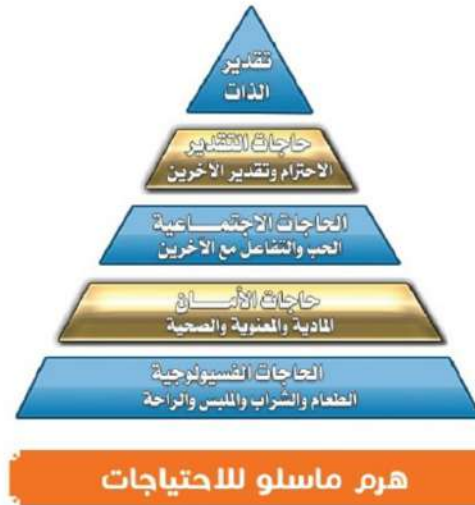 تقدير
الذات
حاجات التقدير
الاحترام وتقدير الآخرين
الحاجات الاجتماعية
الحب والتفاعل مع الآخرين
حاجات الأمان
المادية والمعنوية والصحية
الحاجات الفسيولوجية
الطعام والشراب والملبس والراحة
هرم ماسلو للاحتياجات